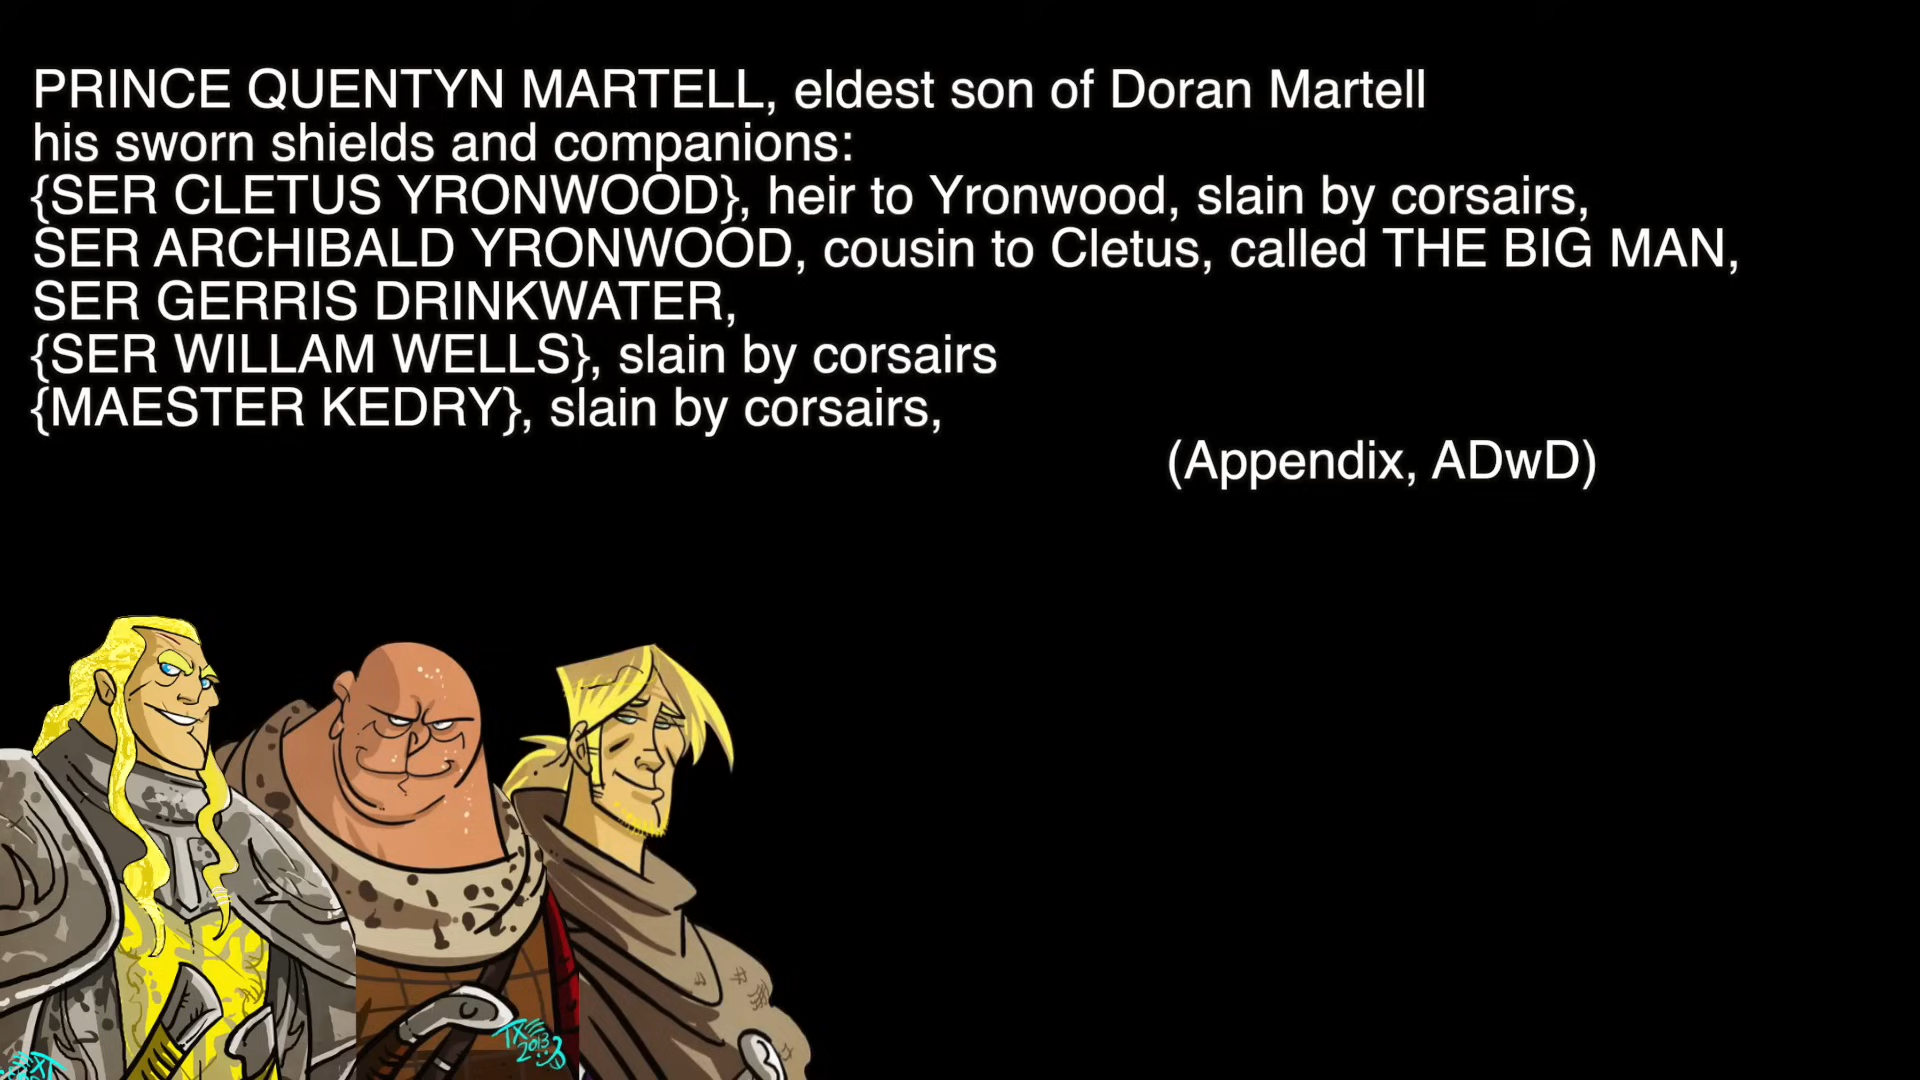 PRINCE QUENTYN MARTELL, eldest son of Doran Martell
his sworn shields and companions:
{SER CLETUS YRONWOOD}, heir to Yronwood, slain by corsairs,
SER ARCHIBALD YRONWOOD, cousin to Cletus, called THE BIG MAN,
SER GERRIS DRINKWATER,
{SER WILLAM WELLS}, slain by corsairs
{MAESTER KEDRY}, slain by corsairs,
(Appendix, ADwD)
TX
2013